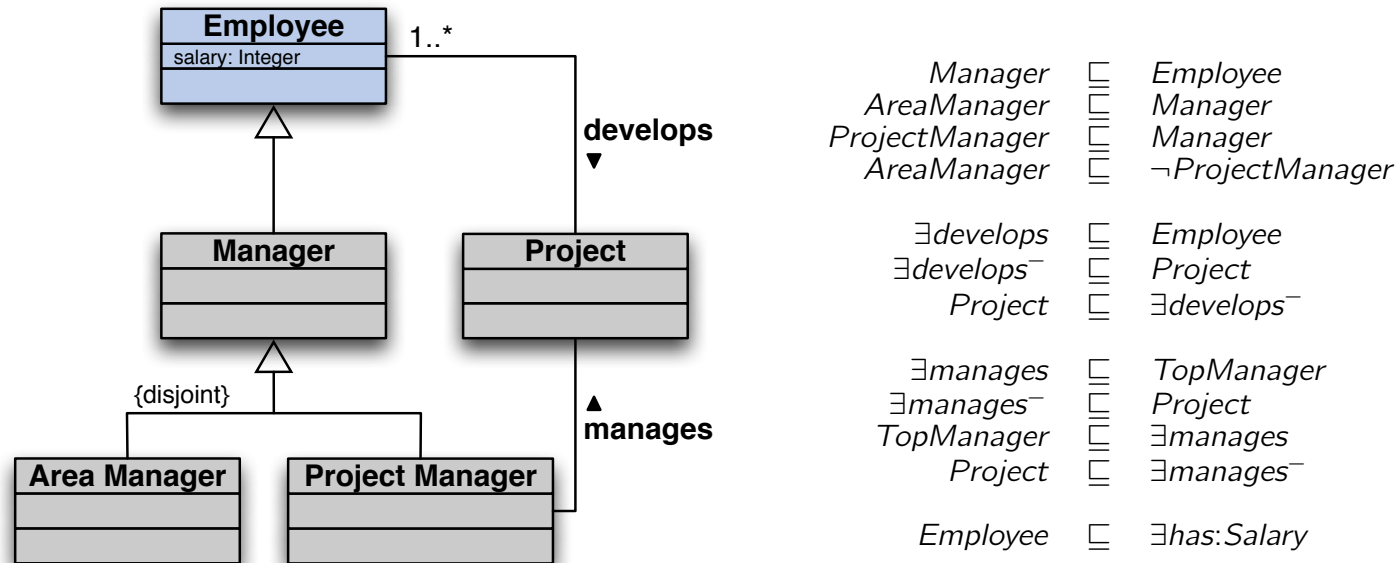 Employee
salary: Integer
1..*
develops
▼
Manager
Project
{disjoint}
▲
manages
Area Manager
Project Manager
Manager ⊑ Employee
AreaManager ⊑ Manager
ProjectManager ⊑ Manager
AreaManager ⊑ ¬ProjectManager
∃develops ⊑ Employee
∃develops⁻ ⊑ Project
Project ⊑ ∃develops⁻
∃manages ⊑ TopManager
∃manages⁻ ⊑ Project
TopManager ⊑ ∃manages
Project ⊑ ∃manages⁻
Employee ⊑ ∃has:Salary